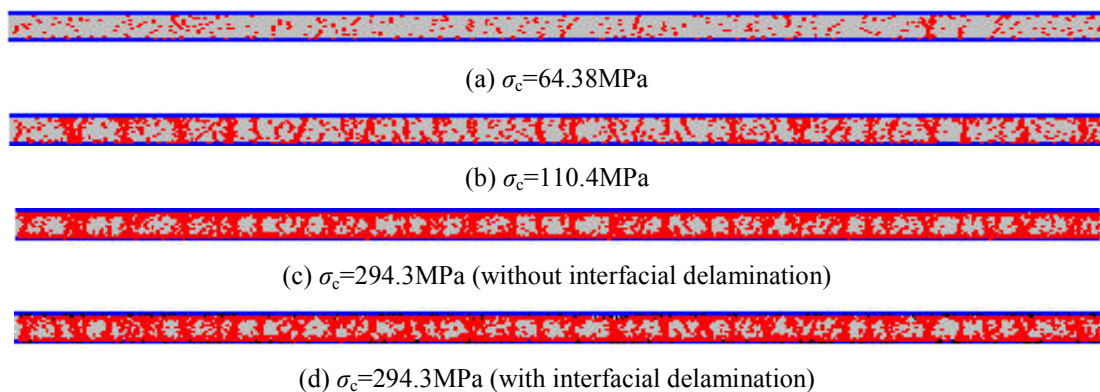 (a) σc=64.38MPa
(b) σc=110.4MPa
(c) σc=294.3MPa (without interfacial delamination)
(d) σc=294.3MPa (with interfacial delamination)